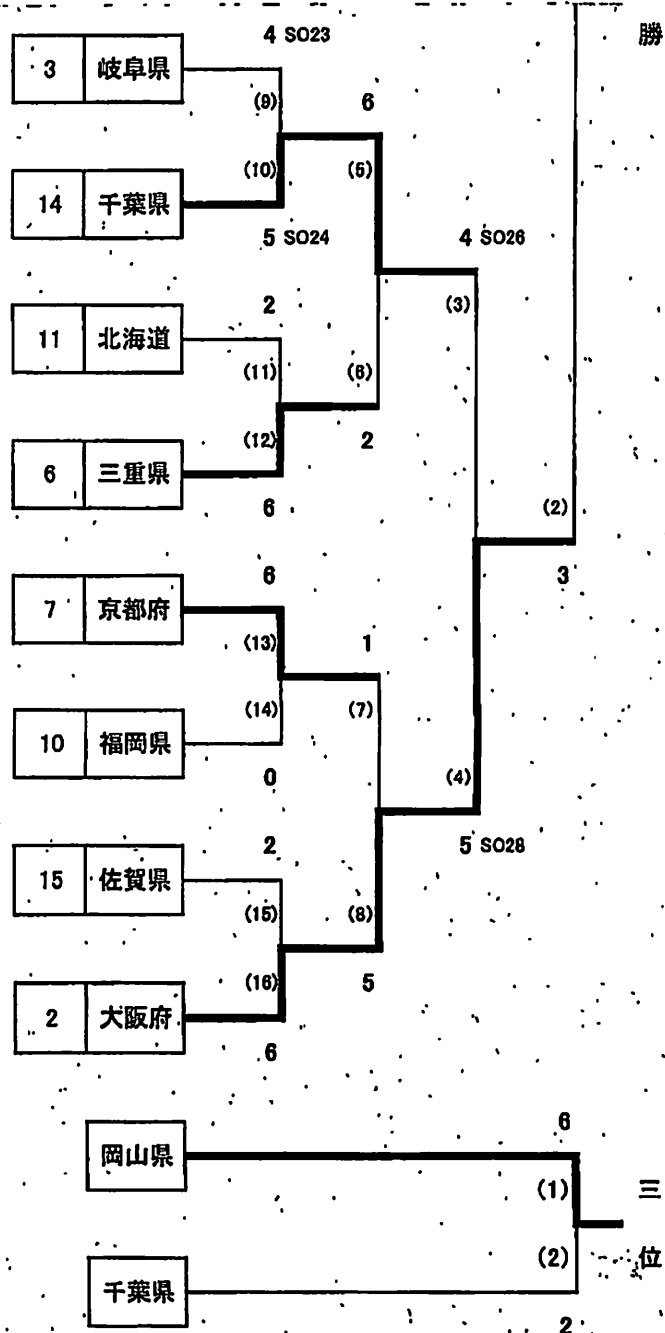 4 SO23
勝
3 岐阜県
(9)
6
(10)
(5)
14 千葉県
5 SO24
4 SO26
2
(3)
11 北海道
(11)
(6)
(12)
2
6 三重県
6
(2)
6
3
7 京都府
(13)
1
(14)
(7)
10 福岡県
0
(4)
2
5 SO28
15 佐賀県
(15)
(8)
(16)
5
2 大阪府
6
6
岡山県
(1)
三
(2)
位
千葉県
2